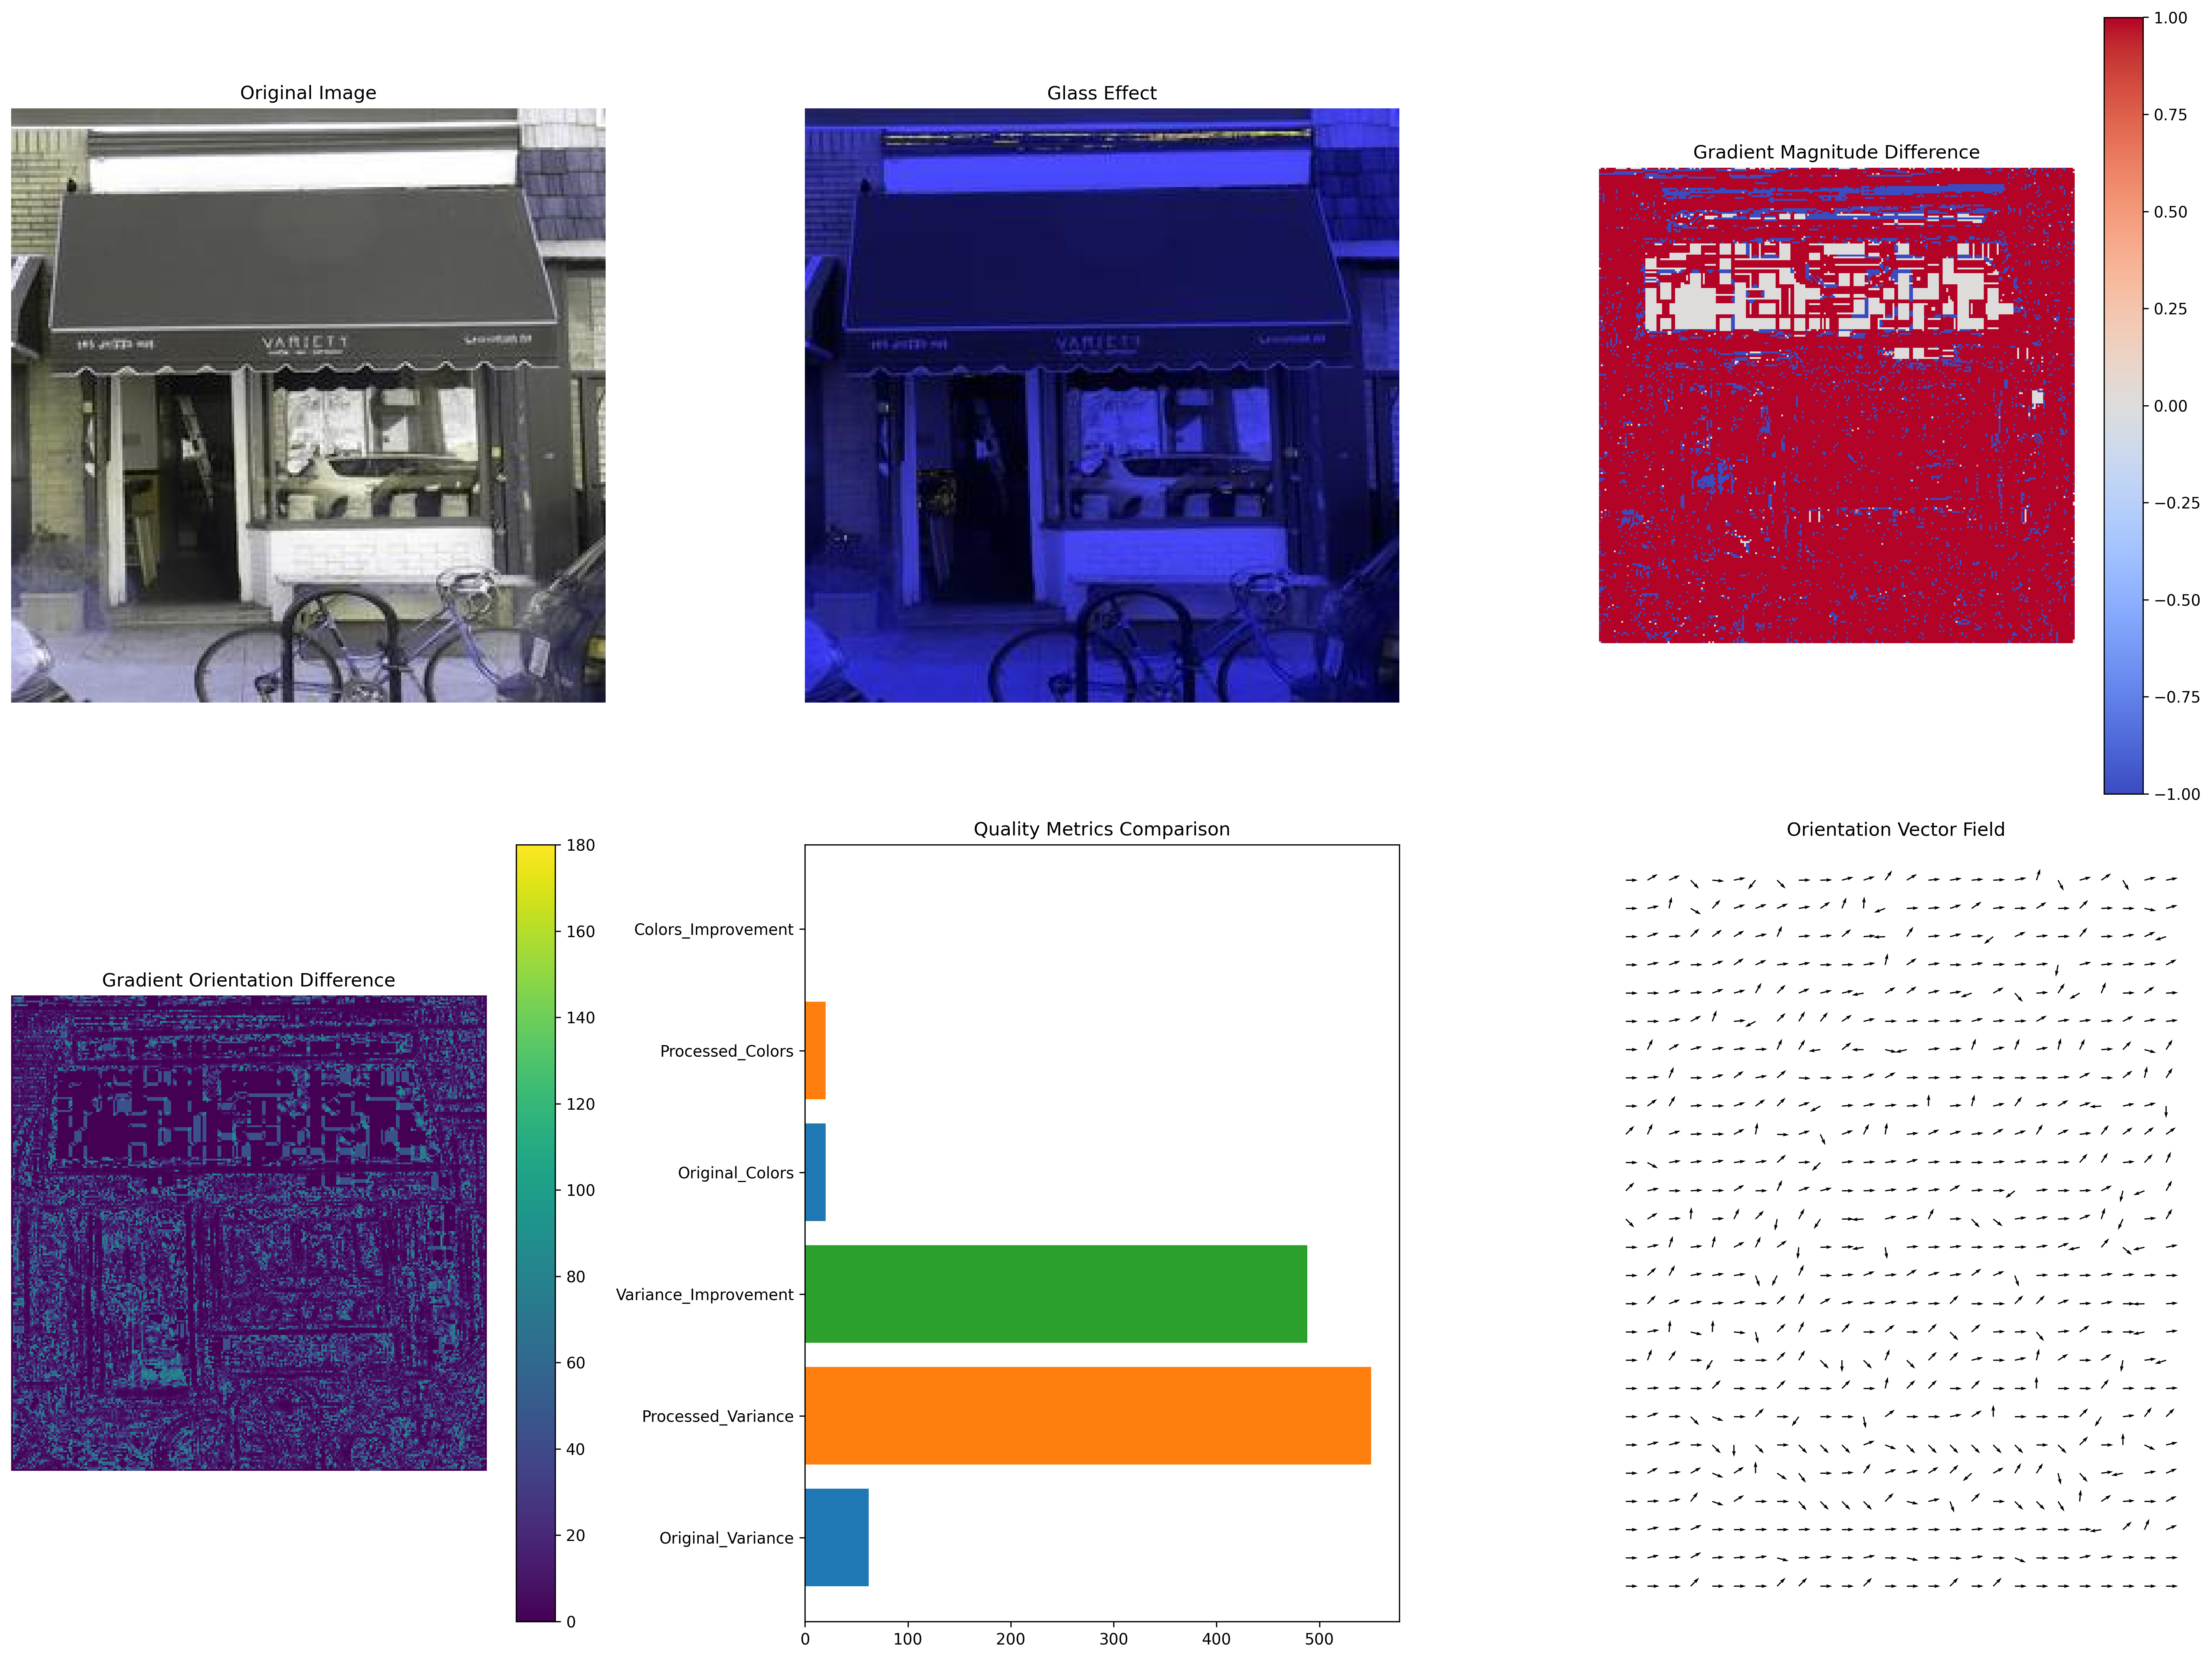 Original Image
Glass Effect
Gradient Magnitude Difference
1.00
0.75
0.50
0.25
0.00
−0.25
−0.50
−0.75
−1.00
VARIETY
VARIETY
Gradient Orientation Difference
180
160
140
120
100
80
60
40
20
0
Quality Metrics Comparison
Colors_Improvement
Processed_Colors
Original_Colors
Variance_Improvement
Processed_Variance
Original_Variance
0 100 200 300 400 500
Orientation Vector Field